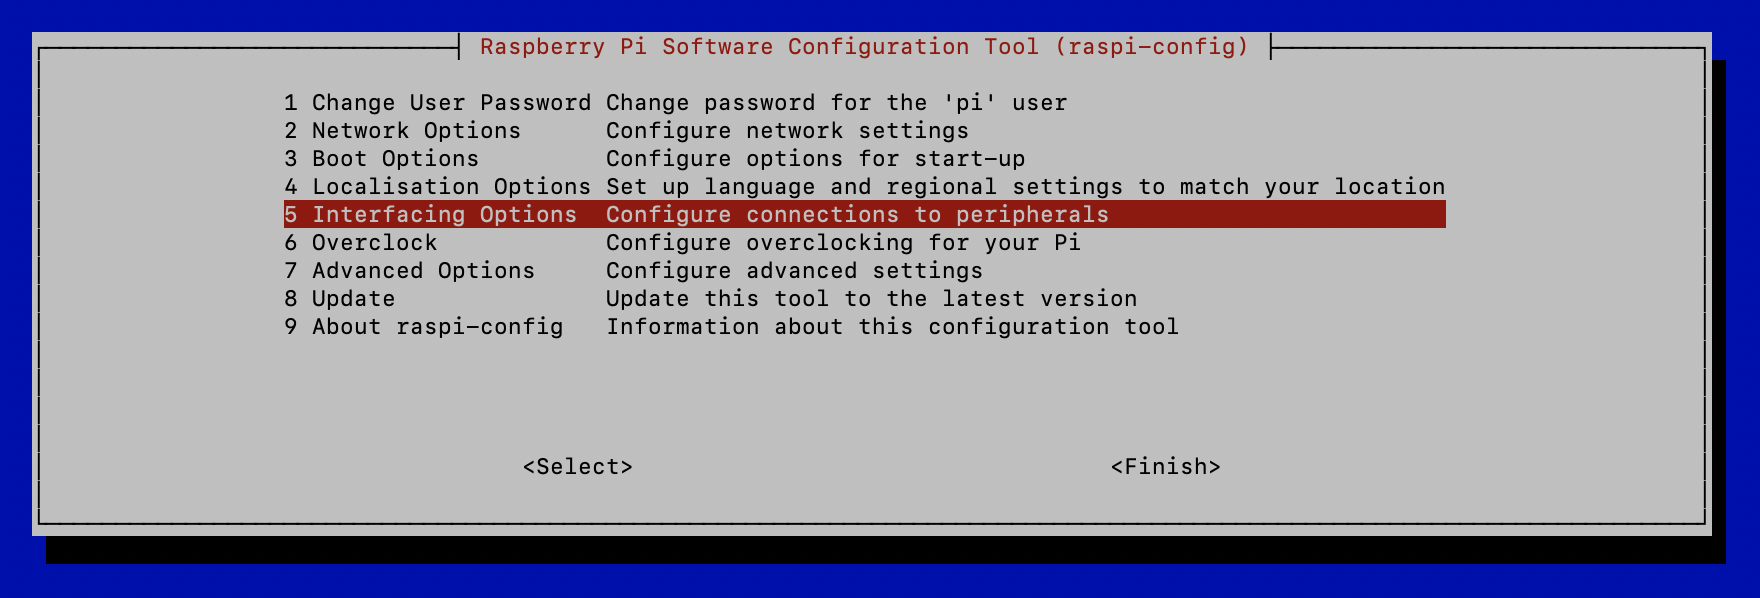 Raspberry Pi Software Configuration Tool (raspi-config)
1 Change User Password Change password for the 'pi' user
2 Network Options Configure network settings
3 Boot Options Configure options for start-up
4 Localisation Options Set up language and regional settings to match your location
5 Interfacing Options Configure connections to peripherals
6 Overclock Configure overclocking for your Pi
7 Advanced Options Configure advanced settings
8 Update Update this tool to the latest version
9 About raspi-config Information about this configuration tool
<Select> <Finish>